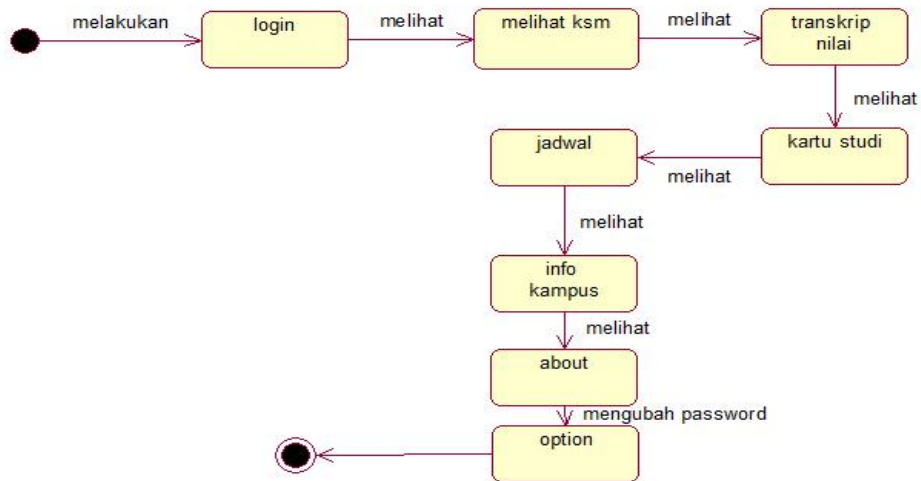 melakukan
login
melihat
melihat ksm
melihat
transkrip
nilai
melihat
kartu studi
melihat
jadwal
melihat
info
kampus
melihat
about
mengubah password
option